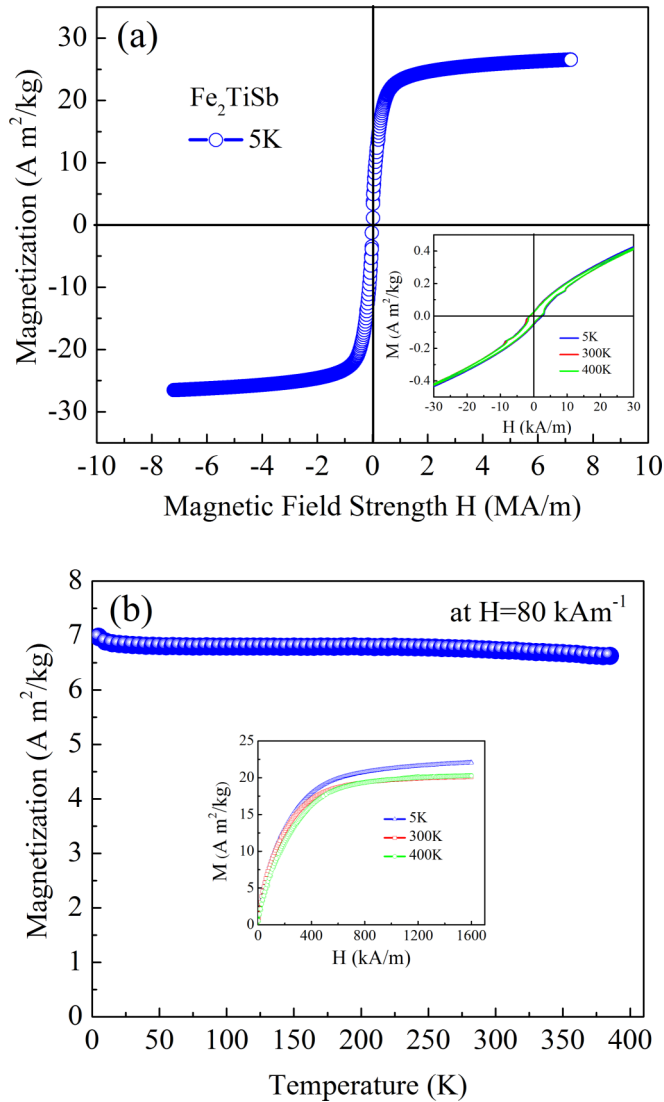 (a)
Fe₂TiSb
5K
Magnetization (A m²/kg)
30
20
10
0
-10
-20
-30
-10 -8 -6 -4 -2 0 2 4 6 8 10
Magnetic Field Strength H (MA/m)
M (A m²/kg)
0.4
0.2
0.0
-0.2
-0.4
5K
300K
400K
-30 -20 -10 0 10 20 30
H (kA/m)
(b)
at H=80 kAm⁻¹
Magnetization (A m²/kg)
8
7
6
5
4
3
2
1
0
0 50 100 150 200 250 300 350 400
Temperature (K)
M (A m²/kg)
25
20
15
10
5
0
5K
300K
400K
0 400 800 1200 1600
H (kA/m)